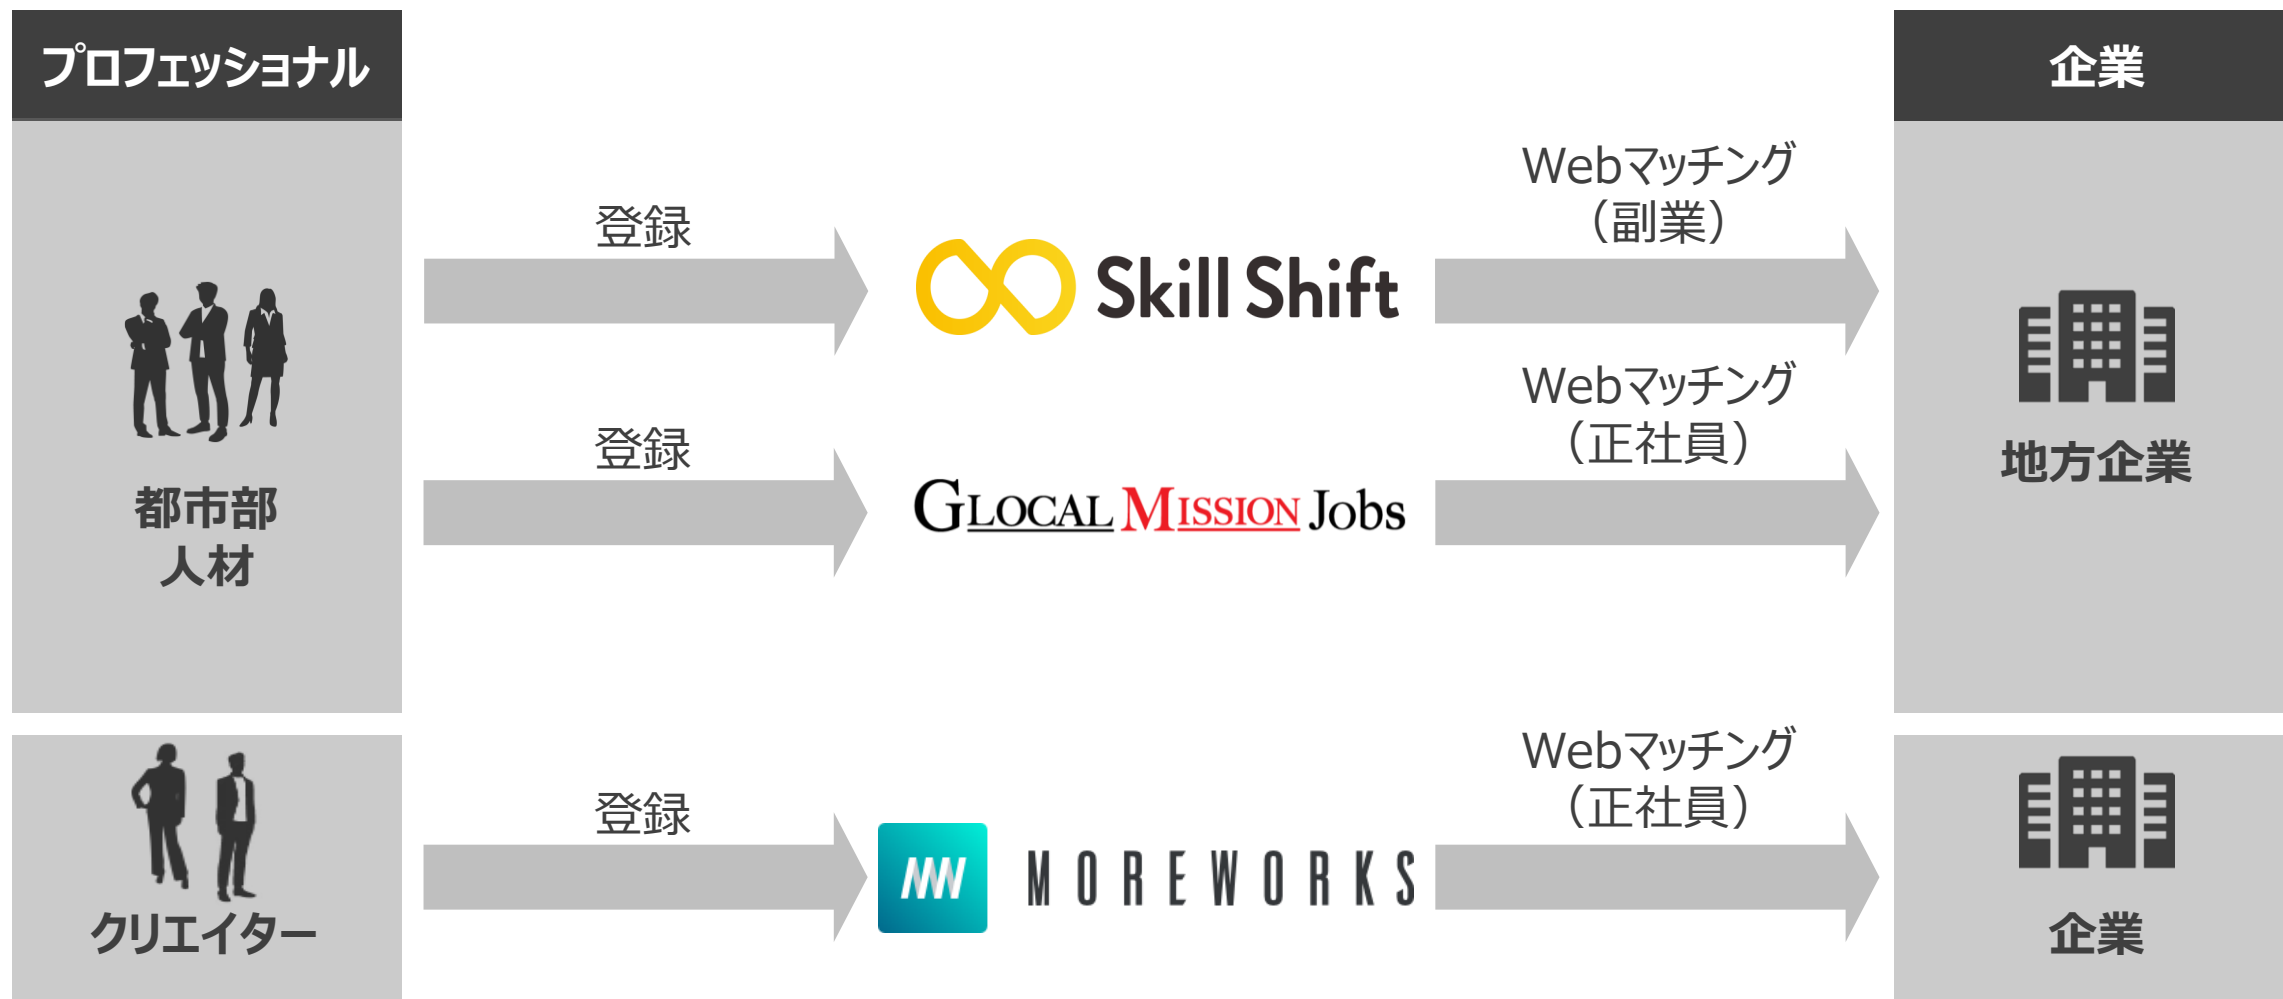 プロフェッショナル
企業
Webマッチング
（副業）
登録
Skill Shift
Webマッチング
（正社員）
登録
地方企業
GLOCAL MISSION Jobs
都市部
人材
Webマッチング
（正社員）
登録
MOREWORKS
クリエイター
企業